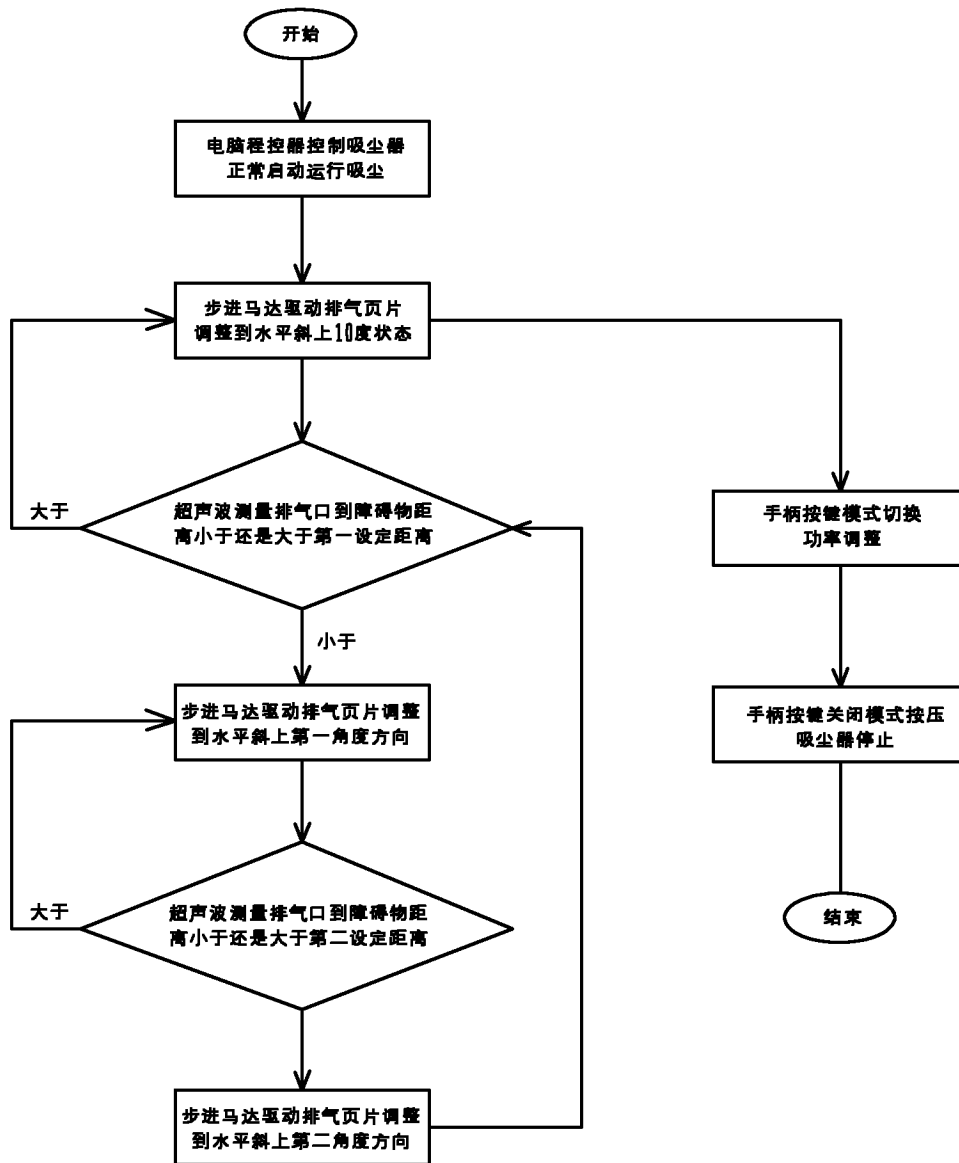 开始
电脑程控器控制吸尘器
正常启动运行吸尘
步进马达驱动排气页片
调整到水平斜上10度状态
大于
超声波测量排气口到障碍物距
离小于还是大于第一设定距离
手柄按键模式切换
功率调整
小于
步进马达驱动排气页片调整
到水平斜上第一角度方向
手柄按键关闭模式按压
吸尘器停止
大于
超声波测量排气口到障碍物距
离小于还是大于第二设定距离
结束
步进马达驱动排气页片调整
到水平斜上第二角度方向